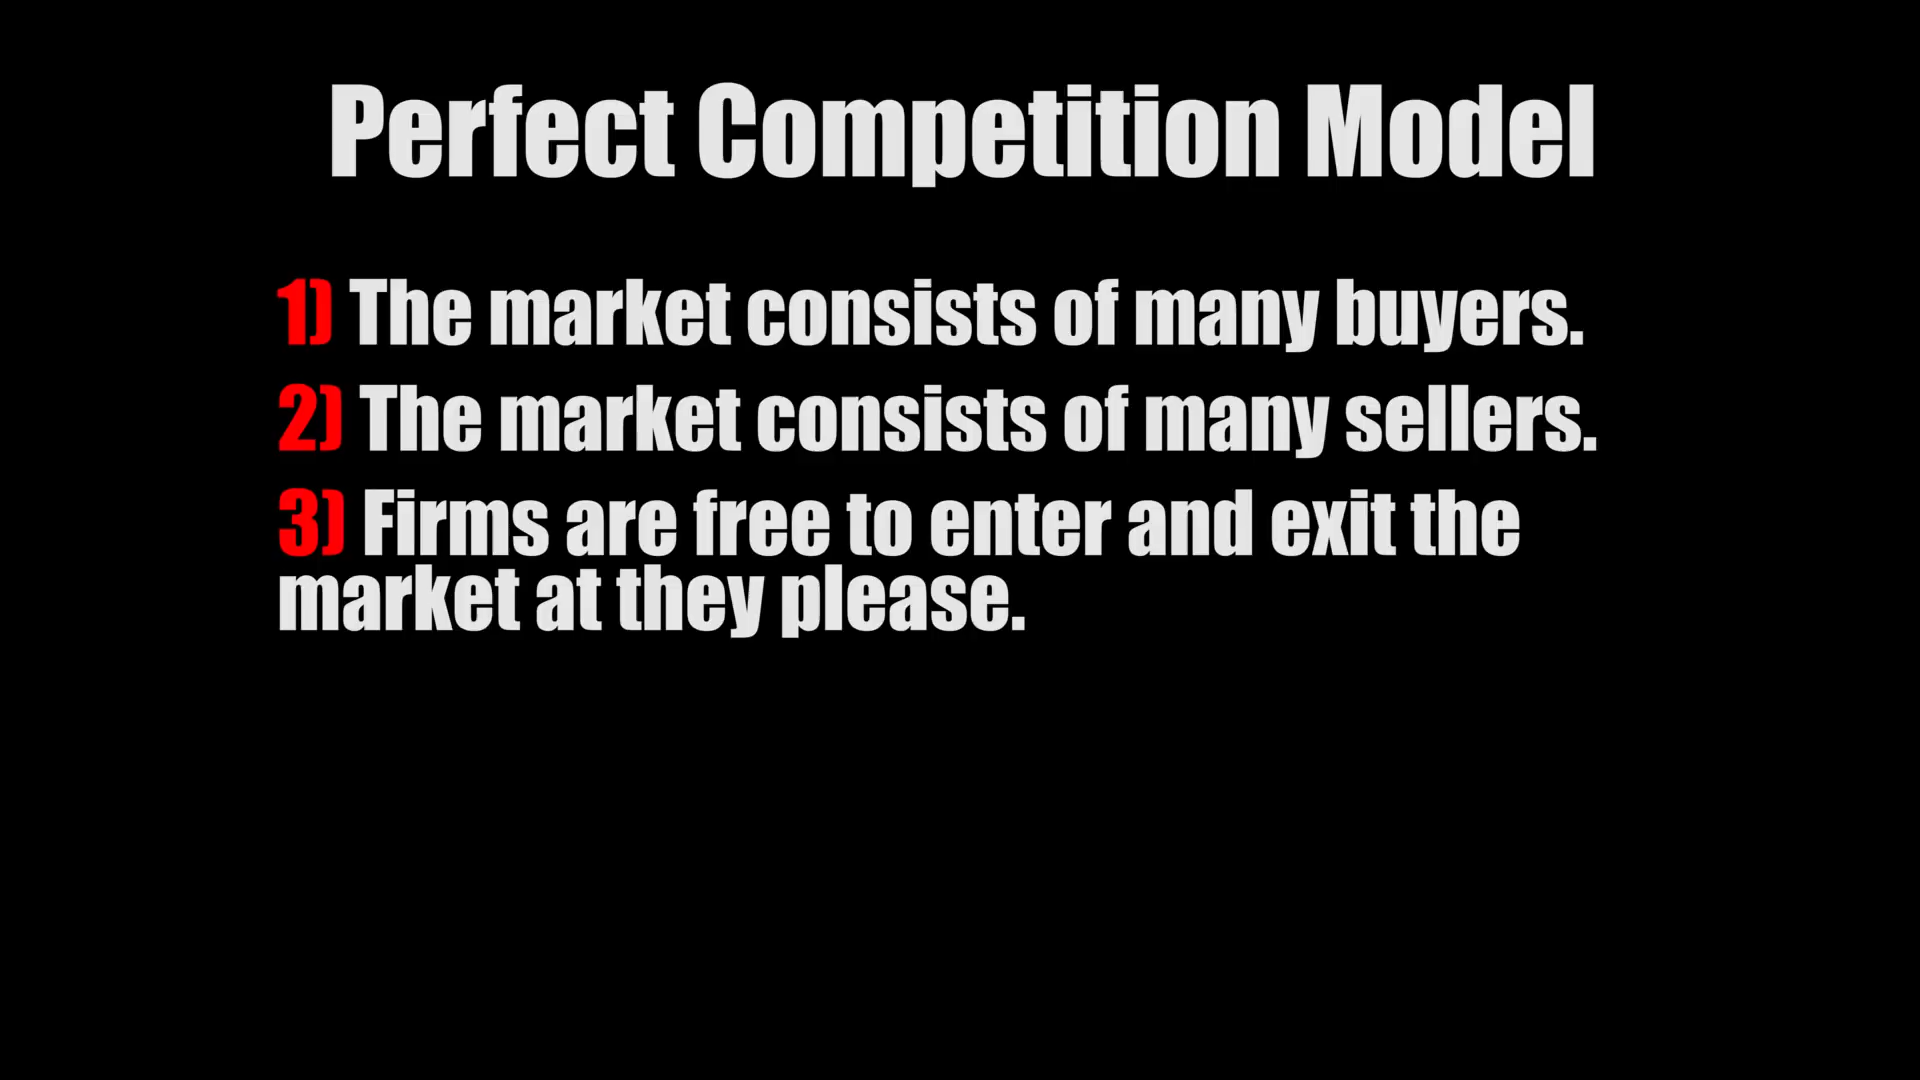 Perfect Competition Model
1) The market consists of many buyers.
2) The market consists of many sellers.
3) Firms are free to enter and exit the
market at they please.